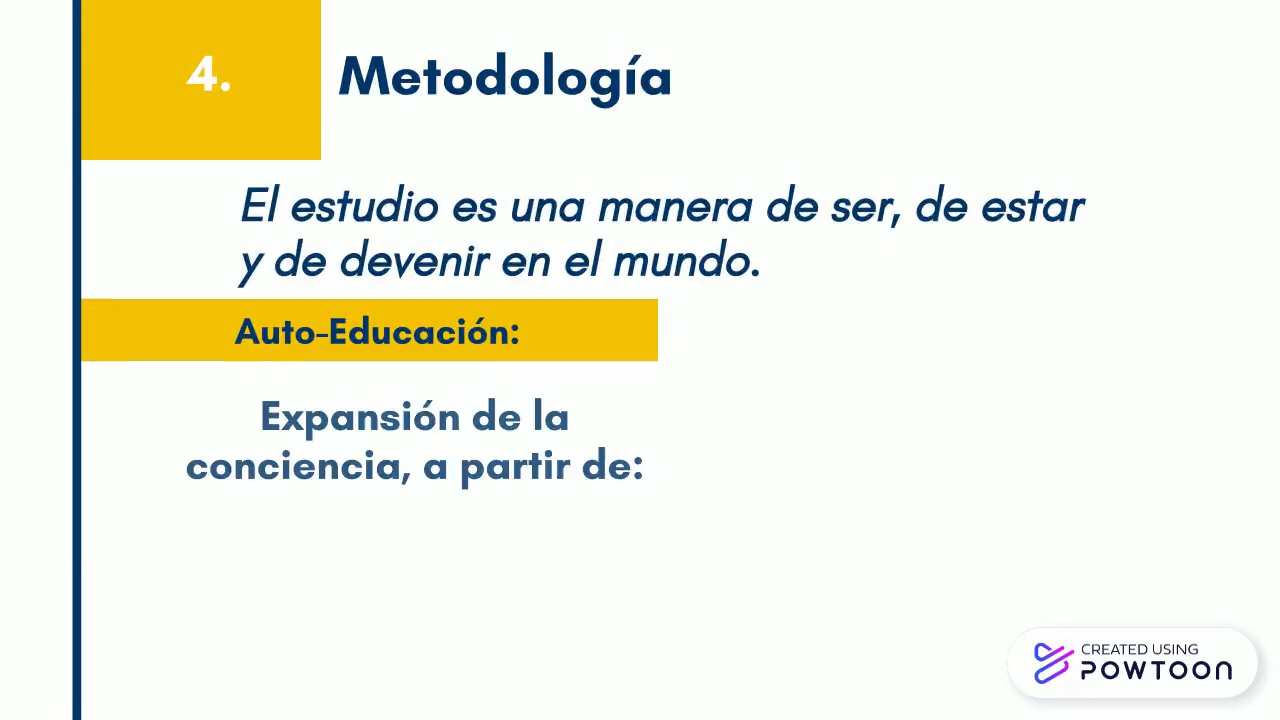 4.
Metodología
El estudio es una manera de ser, de estar
y de devenir en el mundo.
Auto-Educación:
Expansión de la
conciencia, a partir de:
CREATED USING
POWTOON